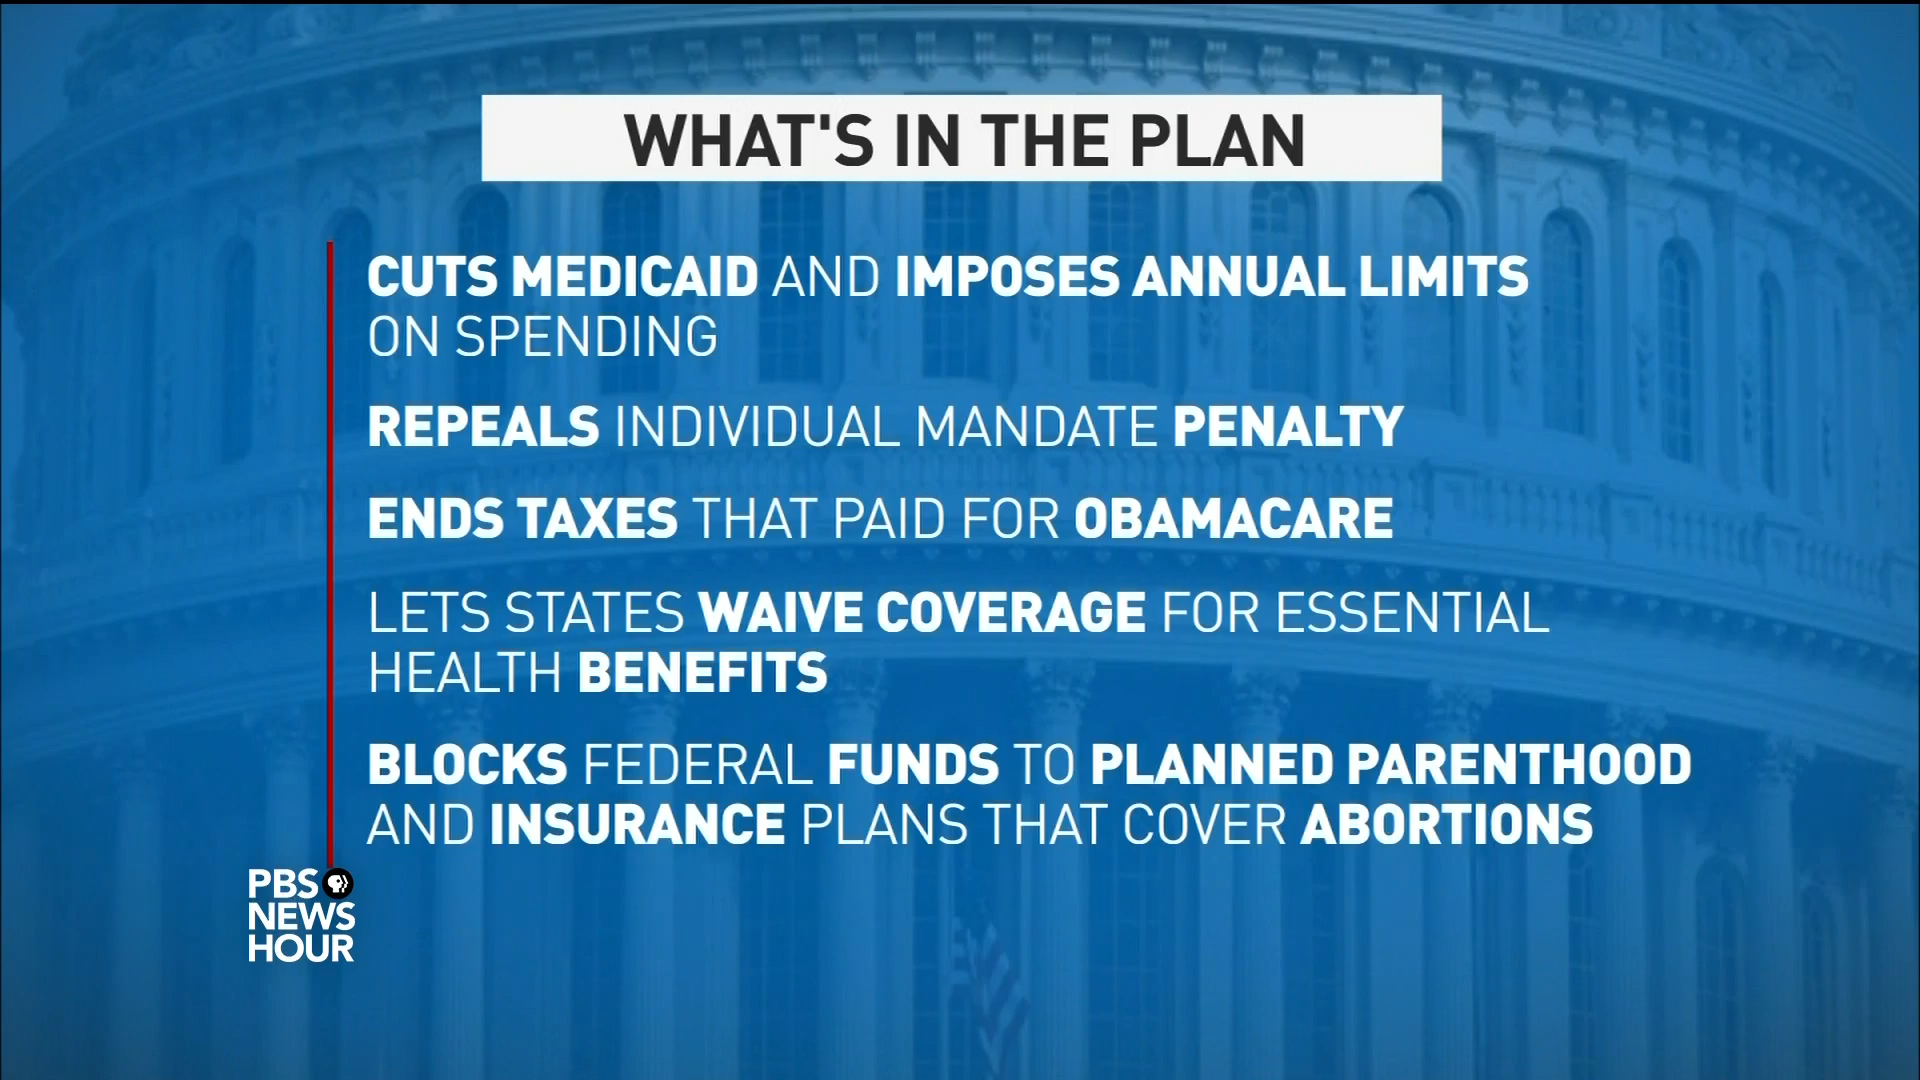 WHAT'S IN THE PLAN
CUTS MEDICAID AND IMPOSES ANNUAL LIMITS
ON SPENDING
REPEALS INDIVIDUAL MANDATE PENALTY
ENDS TAXES THAT PAID FOR OBAMACARE
LETS STATES WAIVE COVERAGE FOR ESSENTIAL
HEALTH BENEFITS
BLOCKS FEDERAL FUNDS TO PLANNED PARENTHOOD
AND INSURANCE PLANS THAT COVER ABORTIONS
PBS
NEWS
HOUR